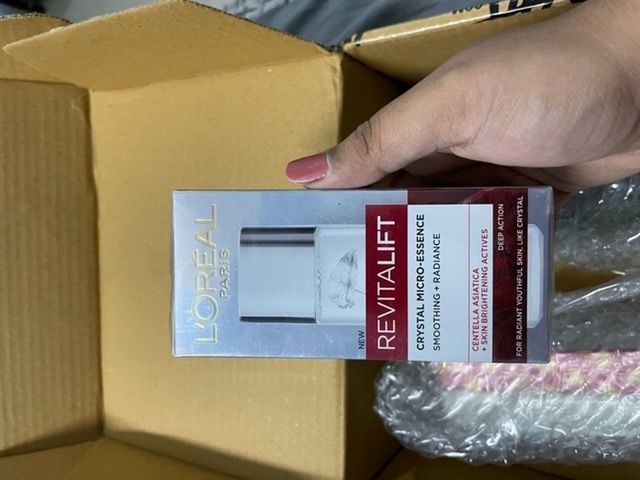 L'ORÉAL
PARIS
NEW
REVITALIFT
CRYSTAL MICRO-ESSENCE
SMOOTHING + RADIANCE
CENTELLA ASIATICA
+ SKIN BRIGHTENING ACTIVES
DEEP ACTION
FOR RADIANT YOUTHFUL SKIN, LIKE CRYSTAL